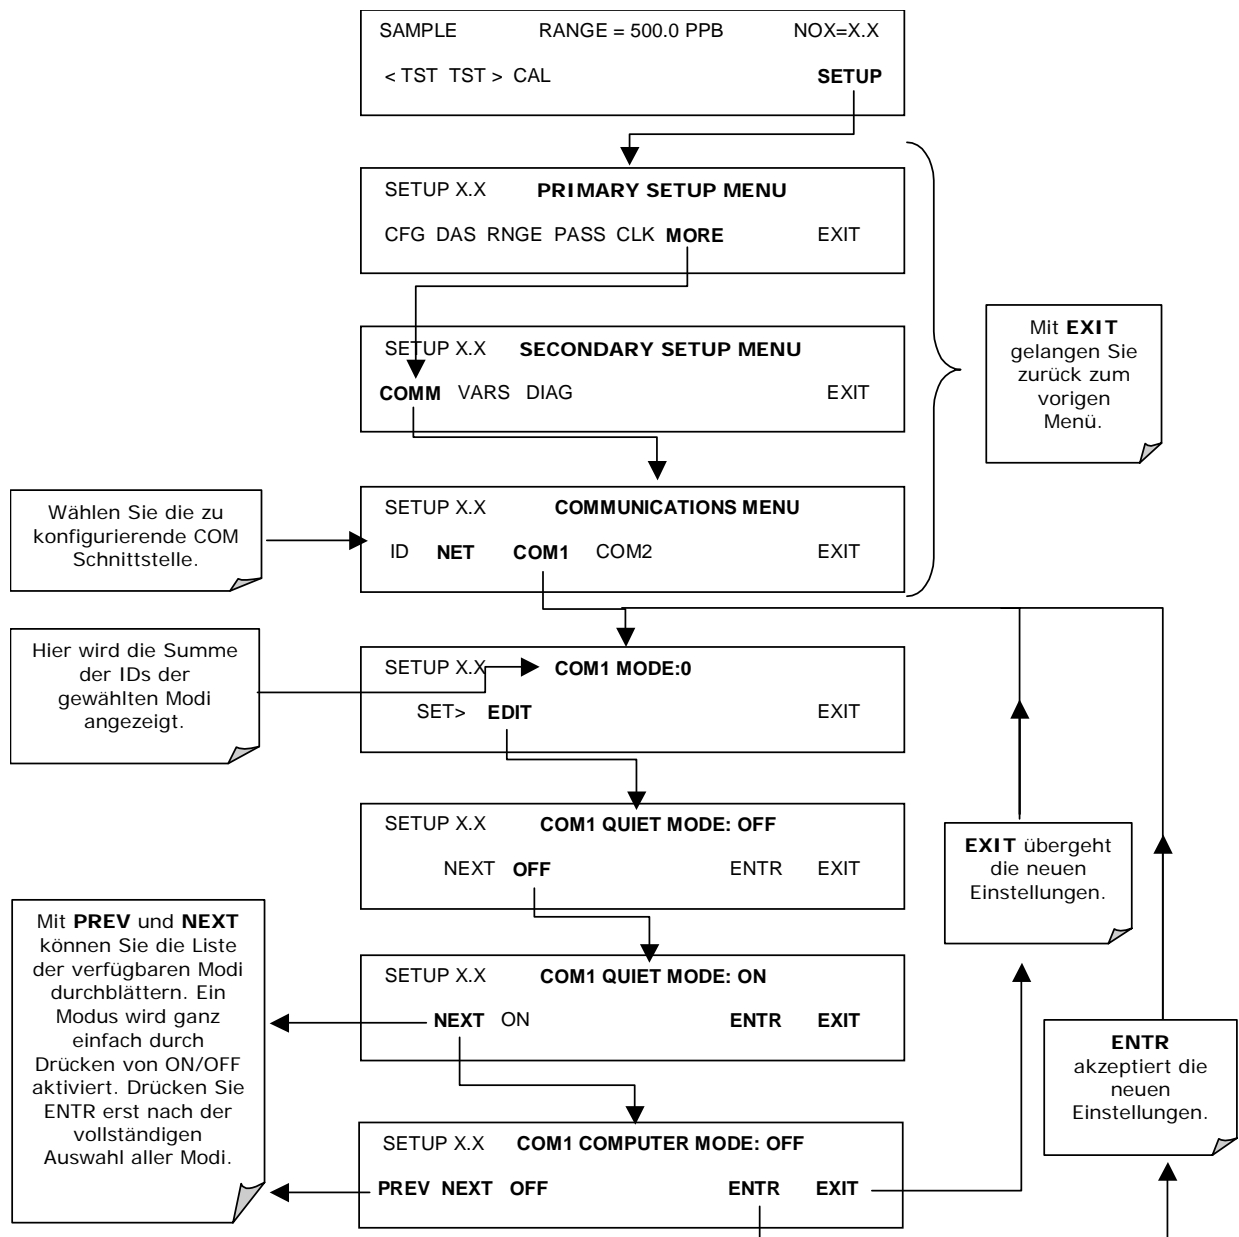 SAMPLE RANGE = 500.0 PPB NOX=X.X
< TST TST > CAL SETUP
SETUP X.X PRIMARY SETUP MENU
CFG DAS RNGE PASS CLK MORE EXIT
Mit EXIT
gelangen Sie
zurück zum
vorigen
Menü.
SETUP X.X SECONDARY SETUP MENU
COMM VARS DIAG EXIT
Wählen Sie die zu
konfigurierende COM
Schnittstelle.
SETUP X.X COMMUNICATIONS MENU
ID NET COM1 COM2 EXIT
Hier wird die Summe
der IDs der
gewählten Modi
angezeigt.
SETUP X.X COM1 MODE:0
SET> EDIT EXIT
SETUP X.X COM1 QUIET MODE: OFF
NEXT OFF ENTR EXIT
EXIT übergeht
die neuen
Einstellungen.
Mit PREV und NEXT
können Sie die Liste
der verfügbaren Modi
durchblättern. Ein
Modus wird ganz
einfach durch
Drücken von ON/OFF
aktiviert. Drücken Sie
ENTR erst nach der
vollständigen
Auswahl aller Modi.
SETUP X.X COM1 QUIET MODE: ON
NEXT ON ENTR EXIT
ENTR
akzeptiert die
neuen
Einstellungen.
SETUP X.X COM1 COMPUTER MODE: OFF
PREV NEXT OFF ENTR EXIT